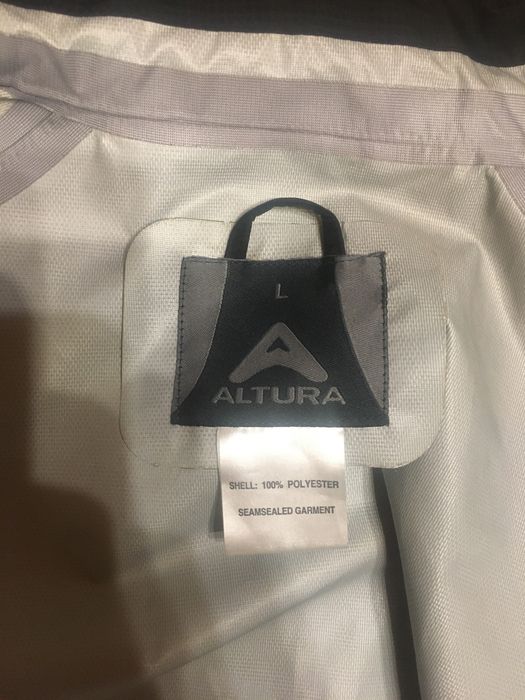 L
ALTURA
SHELL: 100% POLYESTER
SEAMSEALED GARMENT